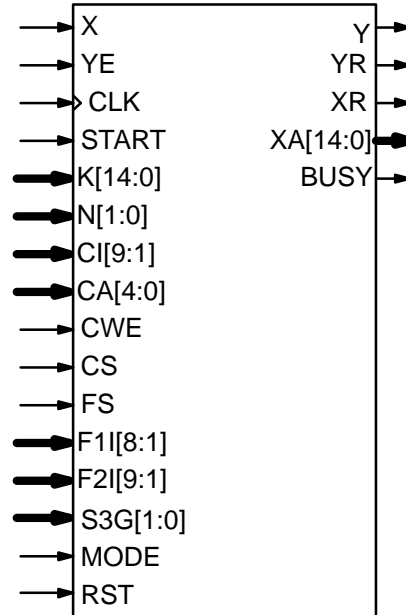 X
Y
YE
YR
CLK
XR
START
XA[14:0]
K[14:0]
BUSY
N[1:0]
CI[9:1]
CA[4:0]
CWE
CS
FS
F1I[8:1]
F2I[9:1]
S3G[1:0]
MODE
RST